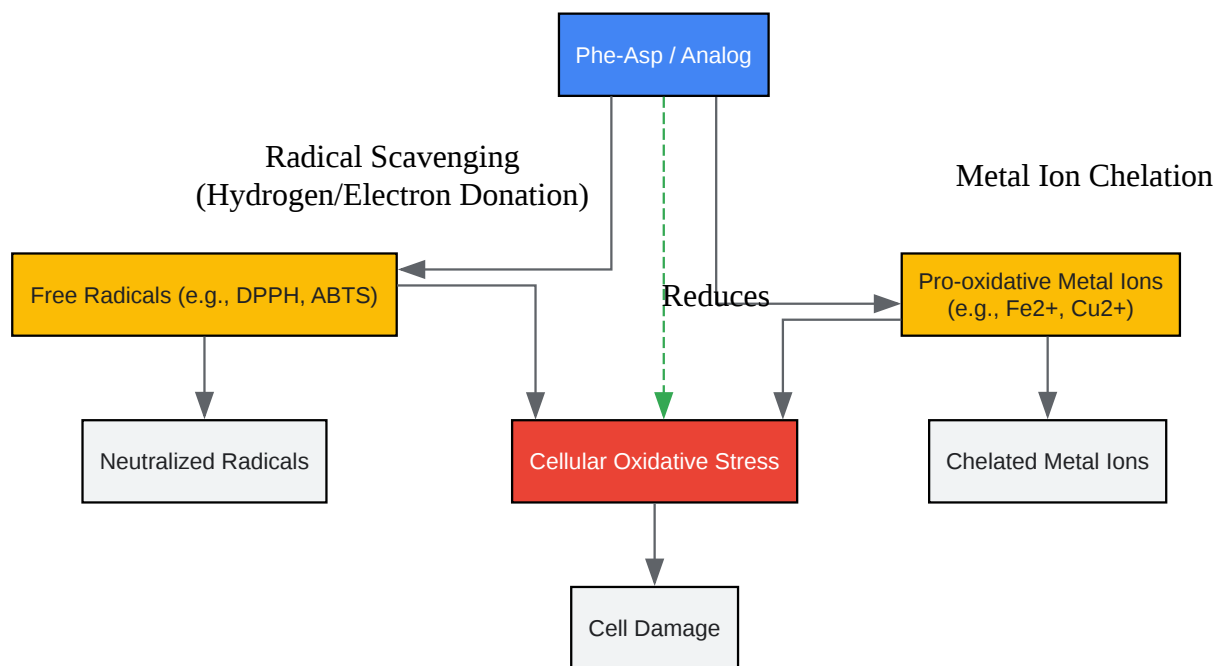 Phe-Asp / Analog
Radical Scavenging
(Hydrogen/Electron Donation)
Metal Ion Chelation
Free Radicals (e.g., DPPH, ABTS)
Reduces
Pro-oxidative Metal Ions
(e.g., Fe2+, Cu2+)
Neutralized Radicals
Cellular Oxidative Stress
Chelated Metal Ions
Cell Damage